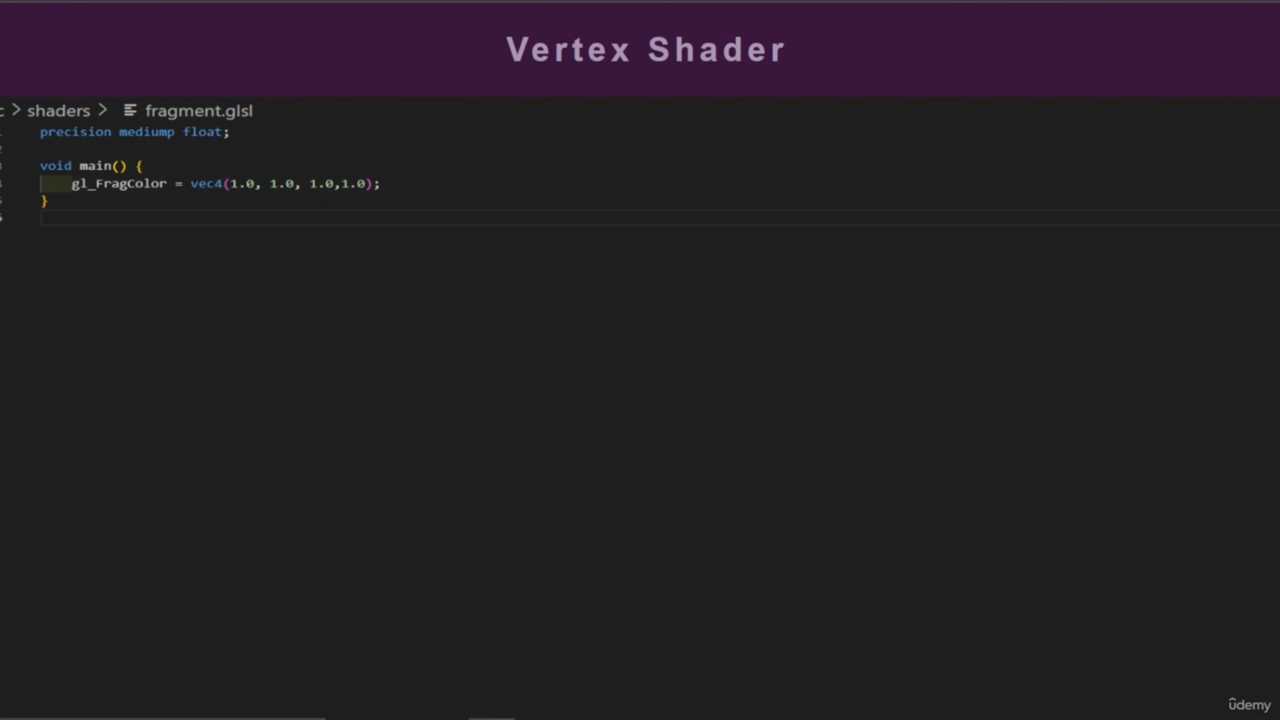 Vertex Shader
c > shaders > fragment.glsl
precision mediump float;
void main() {
gl_FragColor = vec4(1.0, 1.0, 1.0,1.0);
}
ûdemy